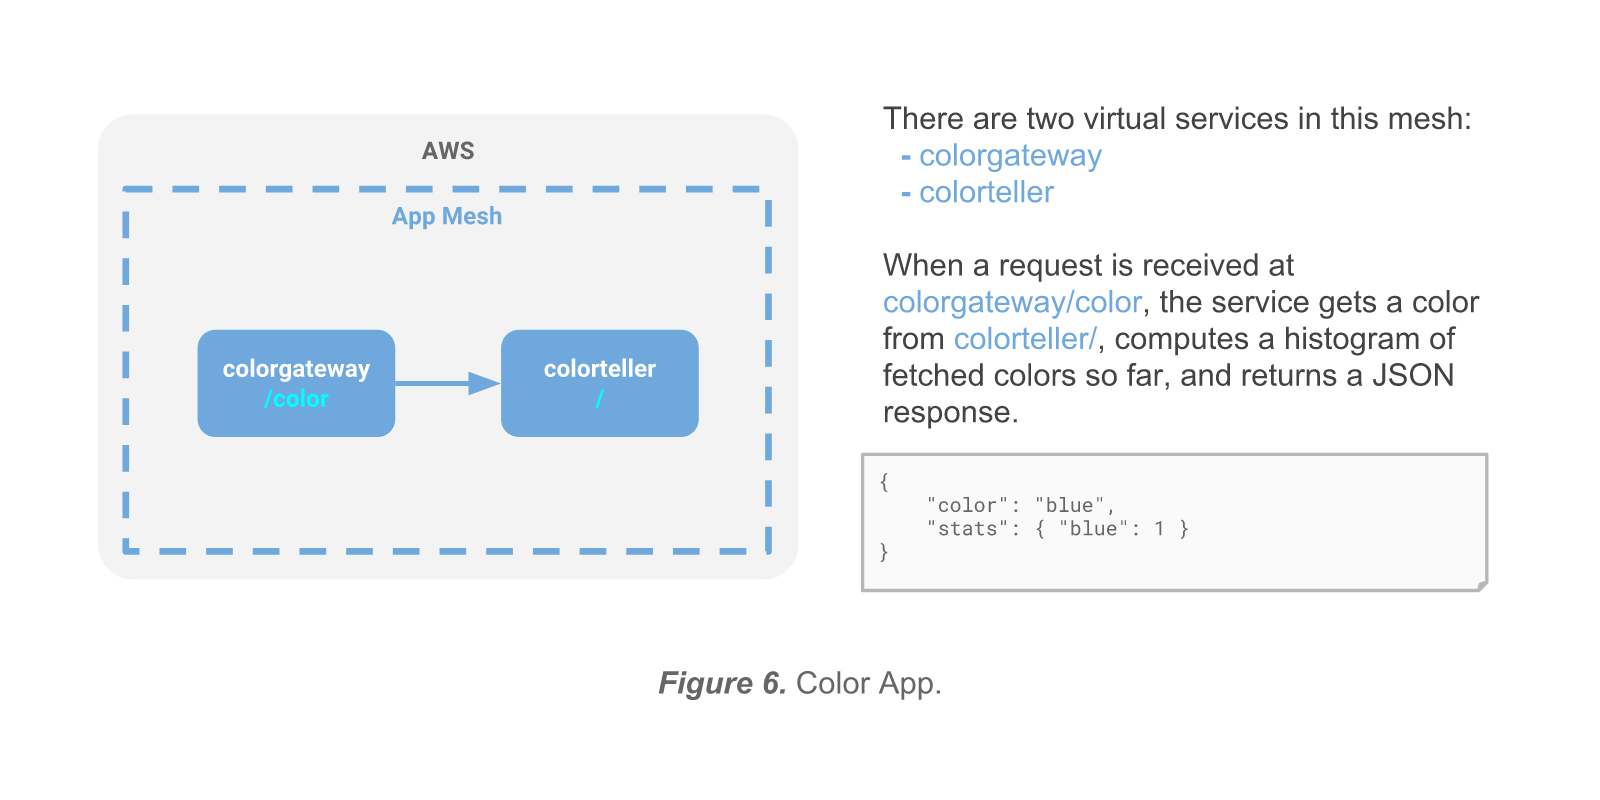 AWS
App Mesh
colorgateway
/color
colorteller
/
There are two virtual services in this mesh:
- colorgateway
- colorteller
When a request is received at
colorgateway/color, the service gets a color
from colorteller/, computes a histogram of
fetched colors so far, and returns a JSON
response.
{
    "color": "blue",
    "stats": { "blue": 1 }
}
Figure 6. Color App.